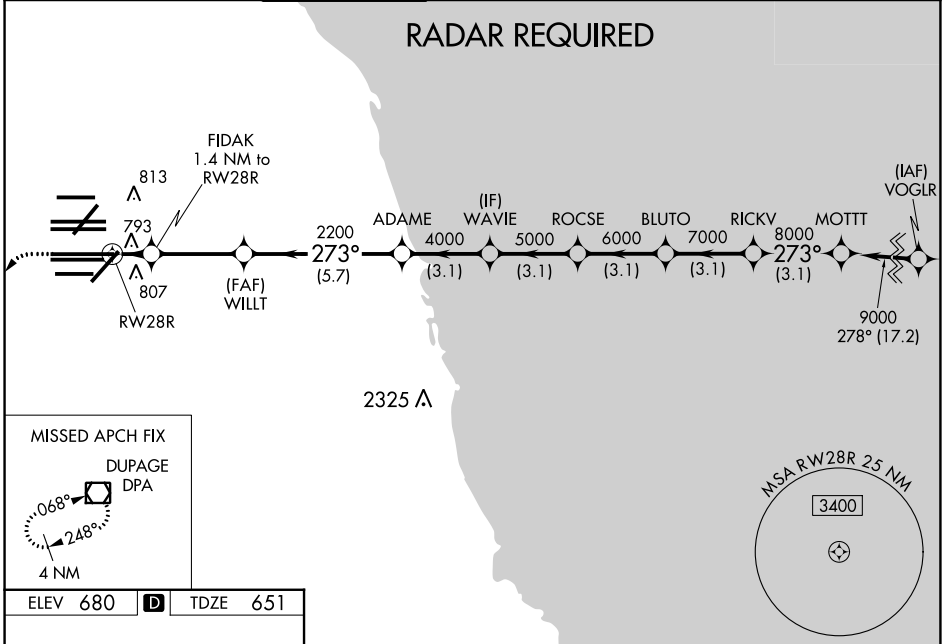 RADAR REQUIRED
FIDAK
1.4 NM to
RW28R
813
793
807
RW28R
(FAF)
WILLT
2200
273°
(5.7)
ADAME
4000
(3.1)
(IF)
WAVIE
5000
(3.1)
ROCSE
6000
(3.1)
BLUTO
7000
(3.1)
RICKV
8000
273°
(3.1)
MOTTT
(IAF)
VOGLR
9000
278° (17.2)
2325
MISSED APCH FIX
DUPAGE
DPA
068°
248°
4 NM
MSA RW28R 25 NM
3400
ELEV 680 D TDZE 651